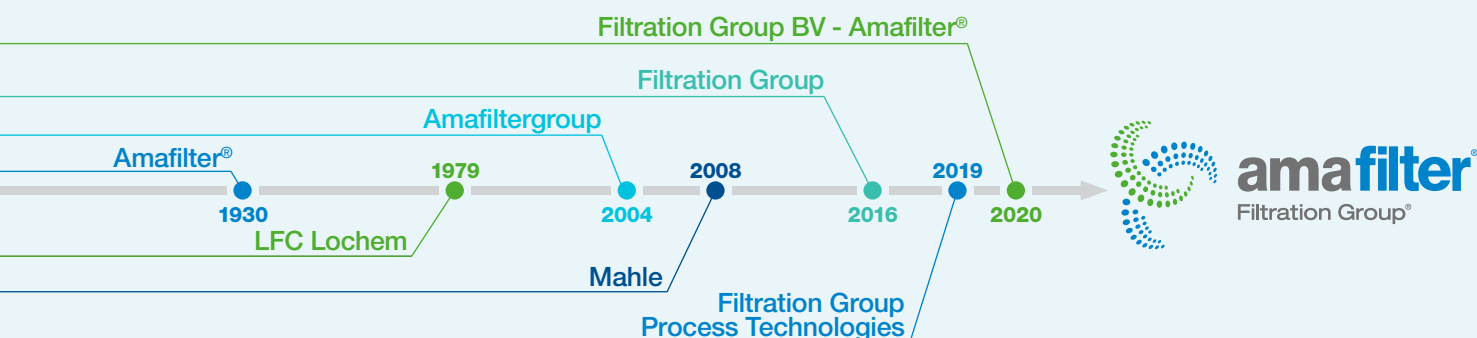 Filtration Group BV - Amafilter®
Filtration Group
Amafiltergroup
Amafilter®
1979
2008
2019
1930
2004
2016
2020
LFC Lochem
Mahle
Filtration Group
Process Technologies
amafilter®
Filtration Group®